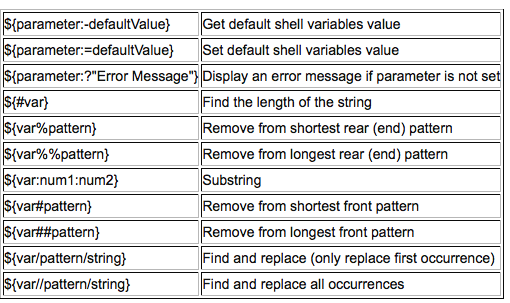 ${parameter:-defaultValue} Get default shell variables value
${parameter:=defaultValue} Set default shell variables value
${parameter:?"Error Message"} Display an error message if parameter is not set
${#var} Find the length of the string
${var%pattern} Remove from shortest rear (end) pattern
${var%%pattern} Remove from longest rear (end) pattern
${var:num1:num2} Substring
${var#pattern} Remove from shortest front pattern
${var##pattern} Remove from longest front pattern
${var/pattern/string} Find and replace (only replace first occurrence)
${var//pattern/string} Find and replace all occurrences